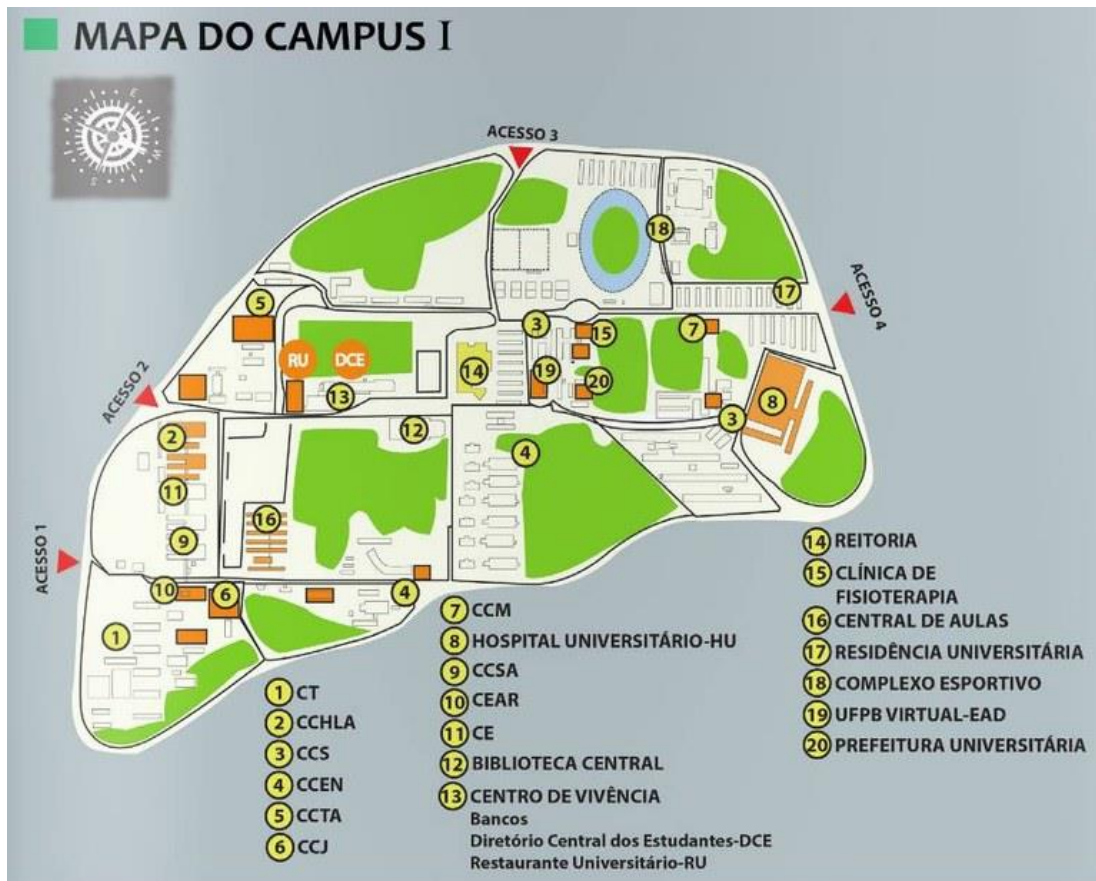 MAPA DO CAMPUS I
N
E
W
S
ACESSO 3
ACESSO 4
ACESSO 2
ACESSO 1
18
17
5
3
15
7
RU
DCE
14
19
20
8
13
3
12
2
4
11
16
9
10
6
4
1
1 CT
2 CCHLA
3 CCS
4 CCEN
5 CCTA
6 CCJ
7 CCM
8 HOSPITAL UNIVERSITÁRIO-HU
9 CCSA
10 CEAR
11 CE
12 BIBLIOTECA CENTRAL
13 CENTRO DE VIVÊNCIA
Bancos
Diretório Central dos Estudantes-DCE
Restaurante Universitário-RU
14 REITORIA
15 CLÍNICA DE
FISIOTERAPIA
16 CENTRAL DE AULAS
17 RESIDÊNCIA UNIVERSITÁRIA
18 COMPLEXO ESPORTIVO
19 UFPB VIRTUAL-EAD
20 PREFEITURA UNIVERSITÁRIA